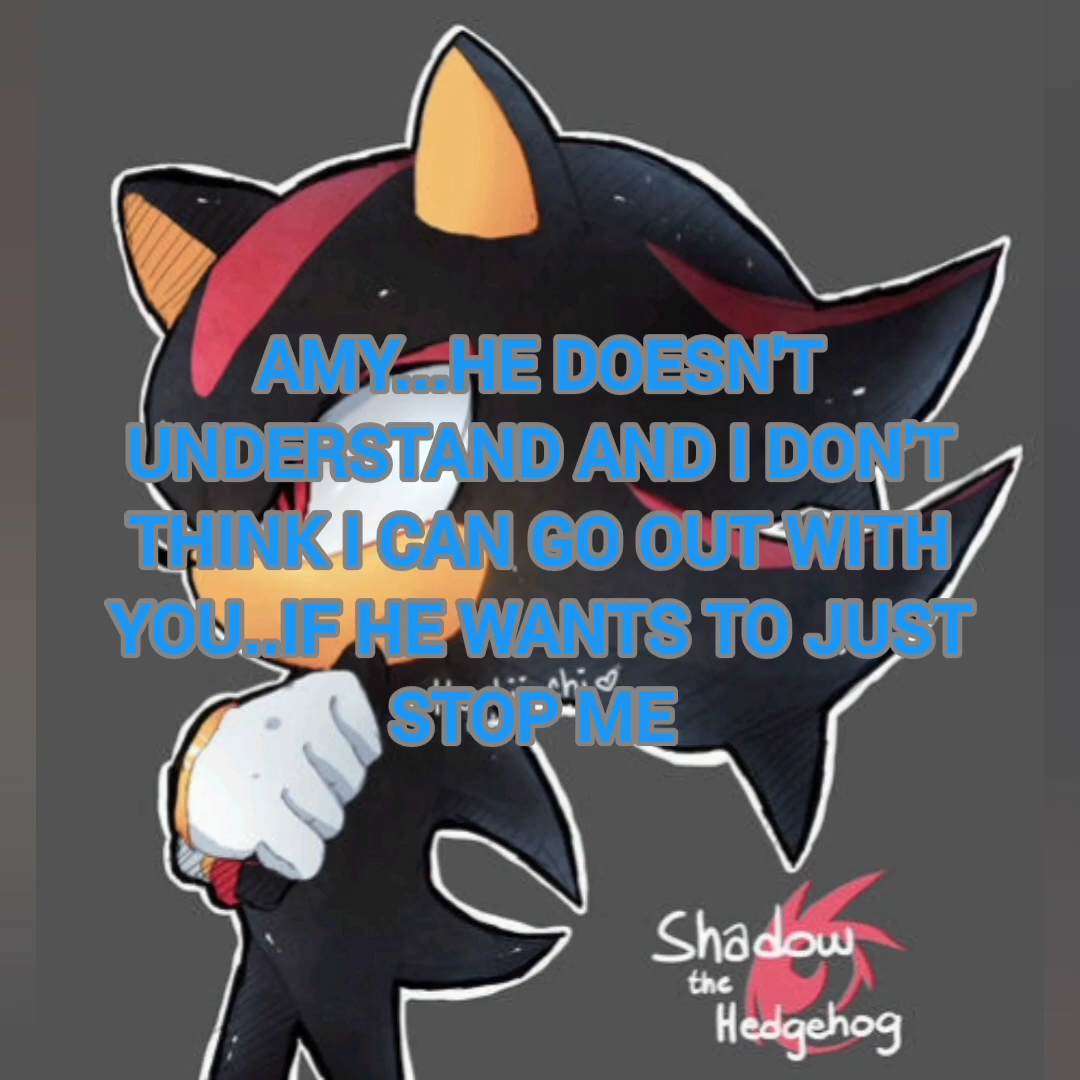 AMY...HE DOESN'T
UNDERSTAND AND I DON'T
THINK I CAN GO OUT WITH
YOU..IF HE WANTS TO JUST
STOP ME
Shadow
the
Hedgehog